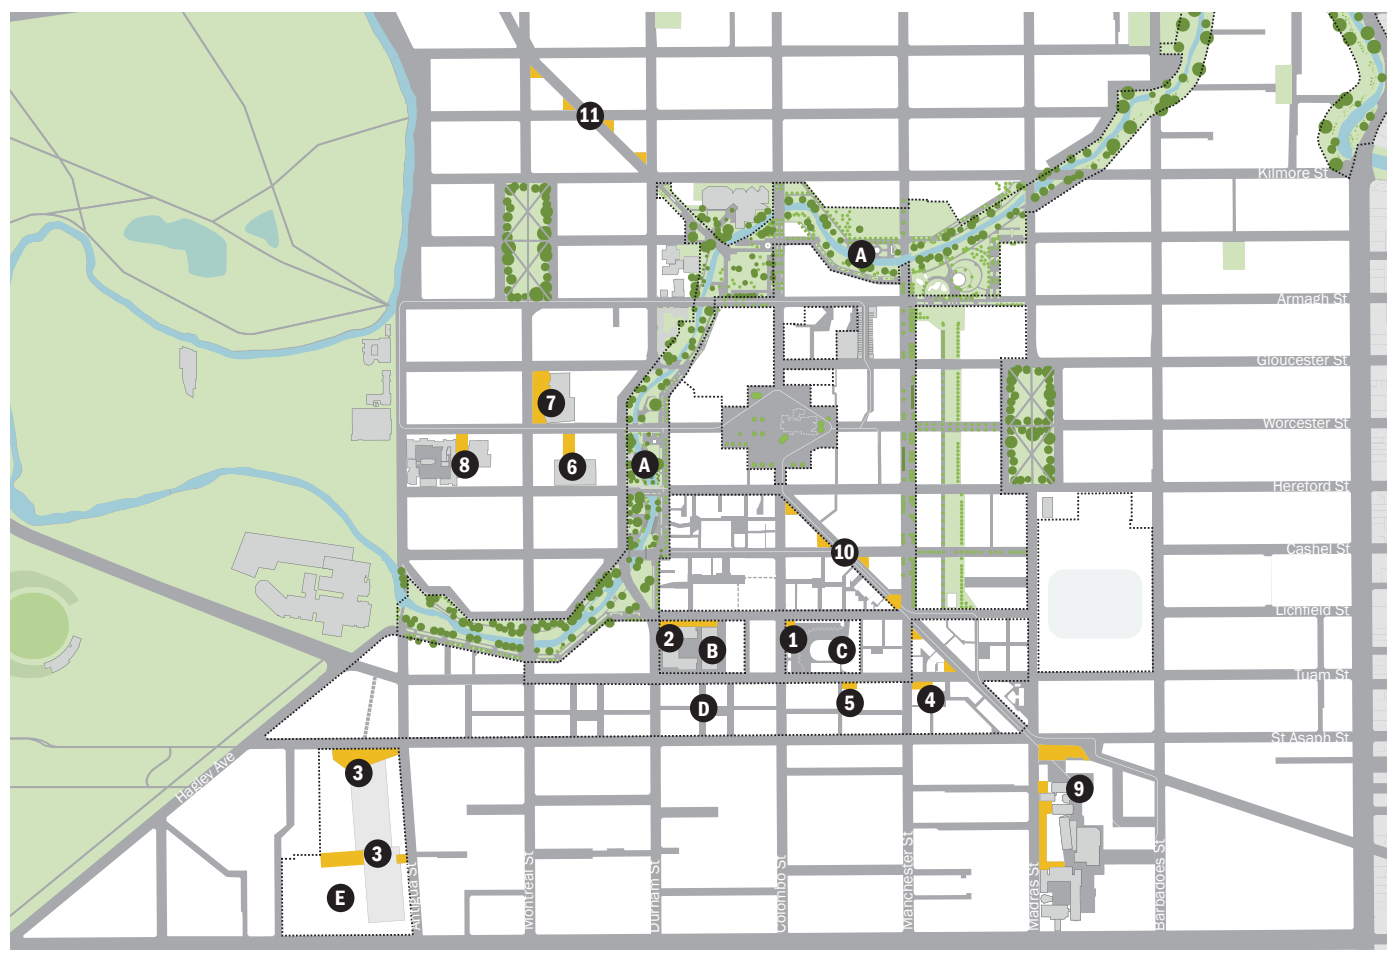 11
Kilmore St
A
Armagh St
Gloucester St
7
Worcester St
8
6
A
Hereford St
10
Cashel St
Lichfield St
2
B
1
C
Tuam St
D
5
4
St Asaph St
Hagley Ave
3
9
3
E
Antigua St
Montreal St
Durham St
Colombo St
Manchester St
Madras St
Barbadoes St